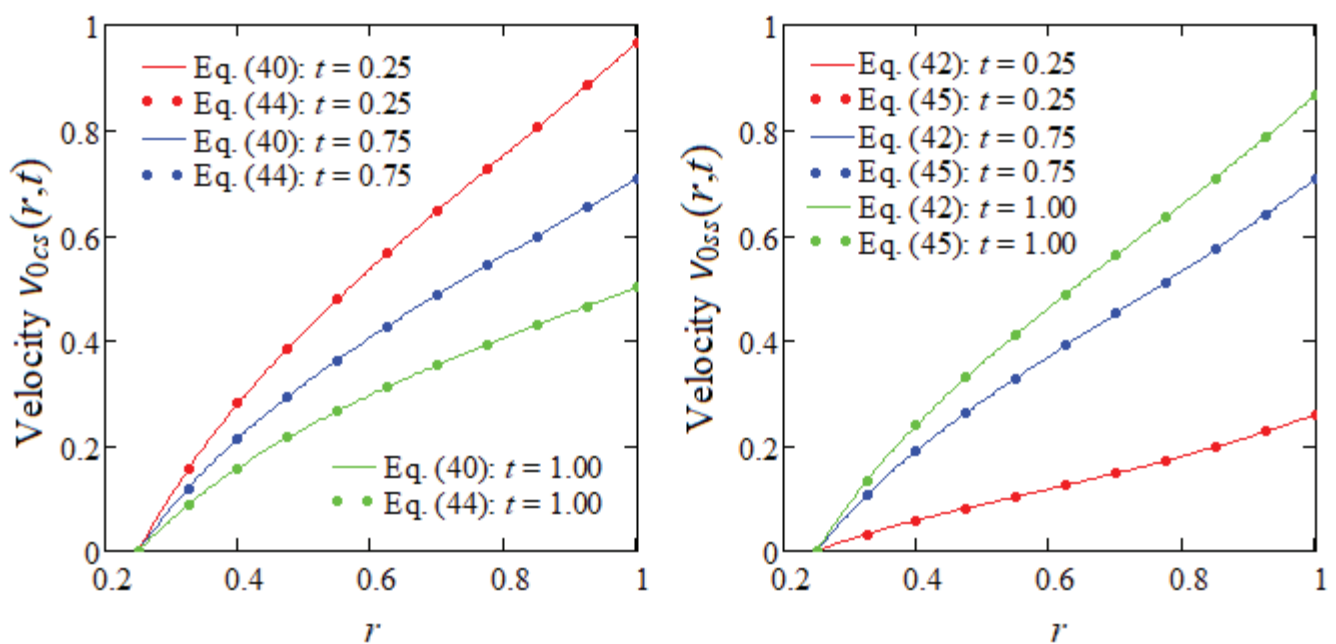 Velocity v0cs(r,t)
1
0.8
0.6
0.4
0.2
0
Eq. (40): t = 0.25
Eq. (44): t = 0.25
Eq. (40): t = 0.75
Eq. (44): t = 0.75
Eq. (40): t = 1.00
Eq. (44): t = 1.00
0.2 0.4 0.6 0.8 1
r
Velocity v0ss(r,t)
1
0.8
0.6
0.4
0.2
0
Eq. (42): t = 0.25
Eq. (45): t = 0.25
Eq. (42): t = 0.75
Eq. (45): t = 0.75
Eq. (42): t = 1.00
Eq. (45): t = 1.00
0.2 0.4 0.6 0.8 1
r